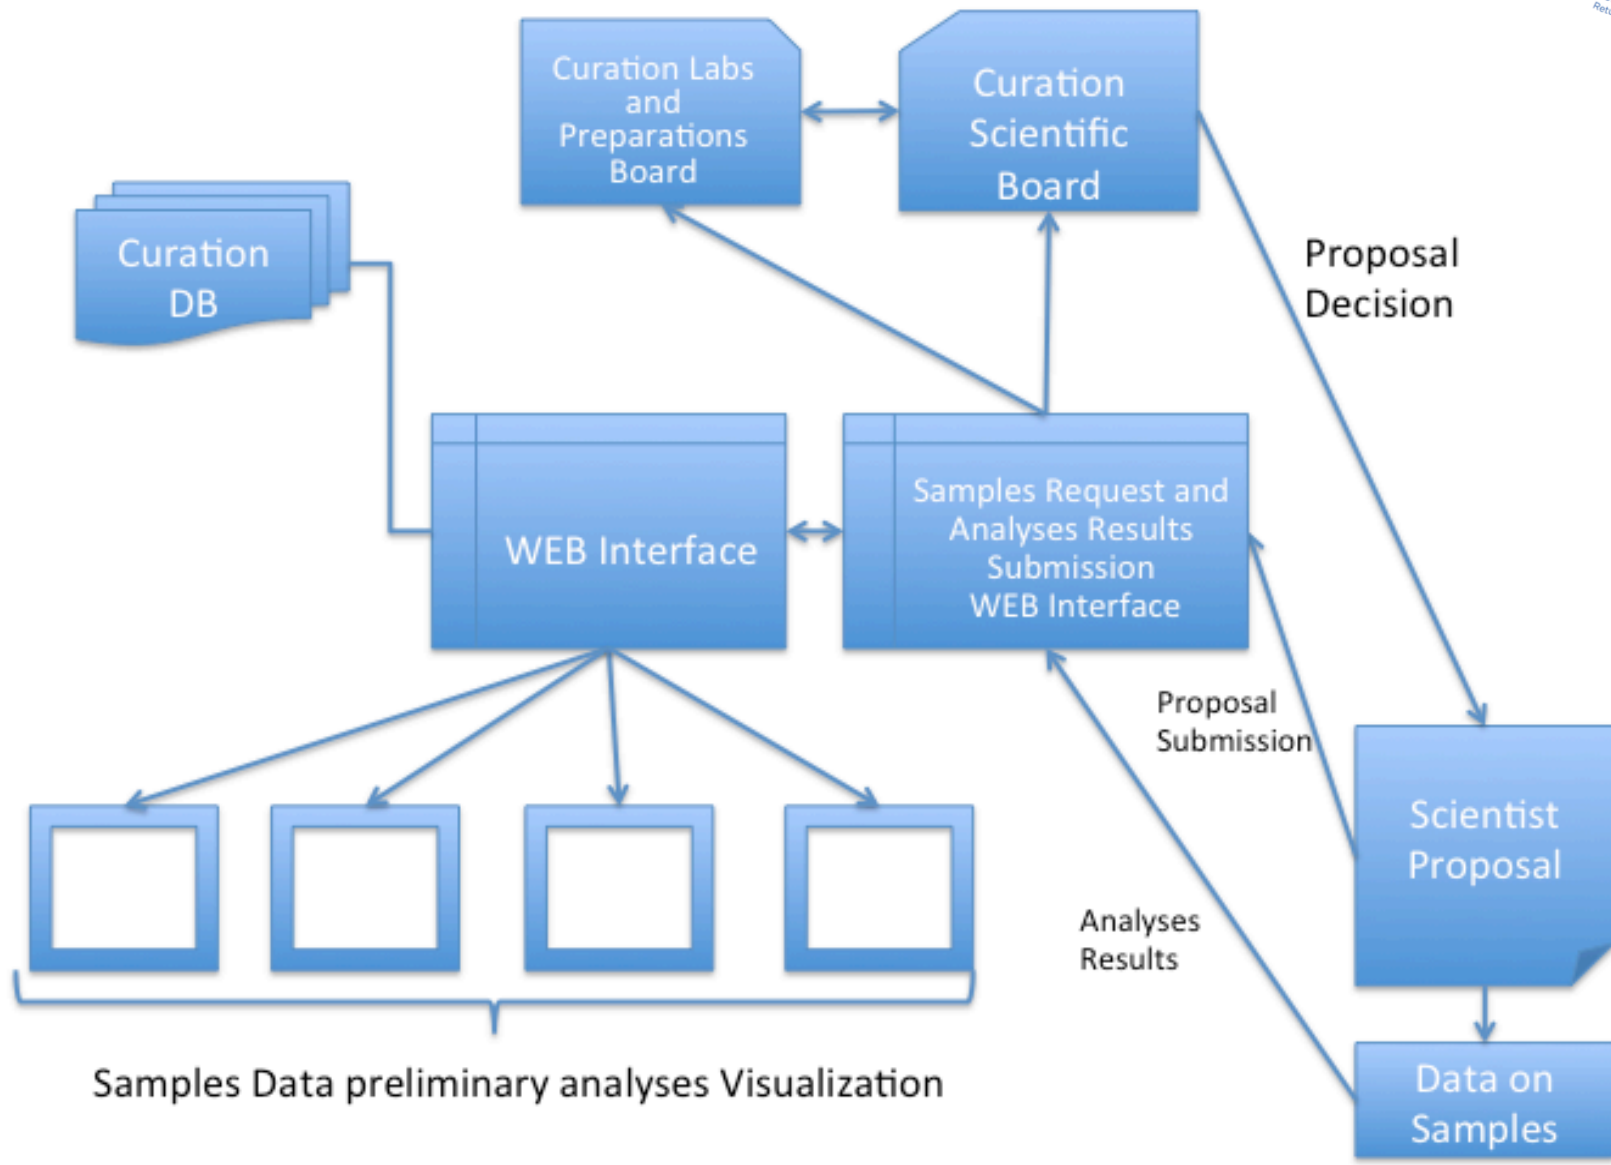 Curation Labs
and
Preparations
Board
Curation
Scientific
Board
Curation
DB
Proposal
Decision
WEB Interface
Samples Request and
Analyses Results
Submission
WEB Interface
Proposal
Submission
Scientist
Proposal
Analyses
Results
Data on
Samples
Samples Data preliminary analyses Visualization